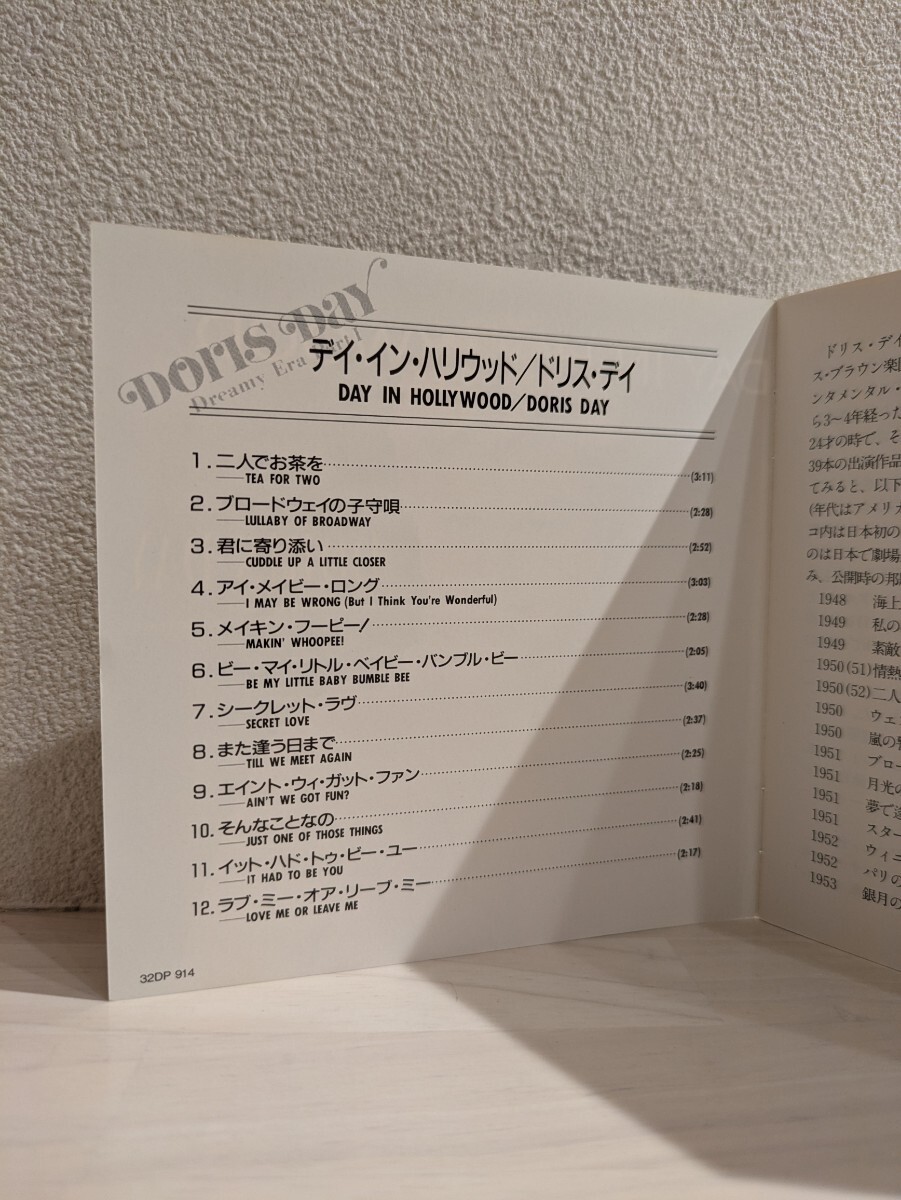 DORIS DAY
Dreamy Era Girl
デイ・イン・ハリウッド/ドリス・デイ
DAY IN HOLLYWOOD/DORIS DAY
1. 二人でお茶を (3:11)
TEA FOR TWO
2. ブロードウェイの子守唄 (2:28)
LULLABY OF BROADWAY
3. 君に寄り添い (2:52)
CUDDLE UP A LITTLE CLOSER
4. アイ・メイビー・ロング (3:03)
I MAY BE WRONG (But I Think You're Wonderful)
5. メイキン・フーピー! (2:28)
MAKIN' WHOOPEE!
6. ビー・マイ・リトル・ベイビー・バンブル・ビー (2:05)
BE MY LITTLE BABY BUMBLE BEE
7. シークレット・ラヴ (3:40)
SECRET LOVE
8. また逢う日まで (2:37)
TILL WE MEET AGAIN
9. エイント・ウィ・ガット・ファン (2:25)
AIN'T WE GOT FUN?
10. そんなことなの (2:18)
JUST ONE OF THOSE THINGS
11. イット・ハド・トゥ・ビー・ユー (2:41)
IT HAD TO BE YOU
12. ラブ・ミー・オア・リーブ・ミー (2:17)
LOVE ME OR LEAVE ME
32DP 914
ドリス・デイ
ス・ブラウン楽団
ンタメンタル・
ら3〜4年経った
24才の時で、そ
39本の出演作品
てみると、以下
(年代はアメリカ
コ内は日本初の
のは日本で劇場
み、公開時の邦
1948 海上
1949 私の
1949 素敵
1950(51) 情熱
1950(52) 二人
1950 ウェ
1950 嵐の
1951 ブロー
1951 月光の
1951 夢で
1951 スター
1952 ウィニ
1952 パリの
1953 銀月の